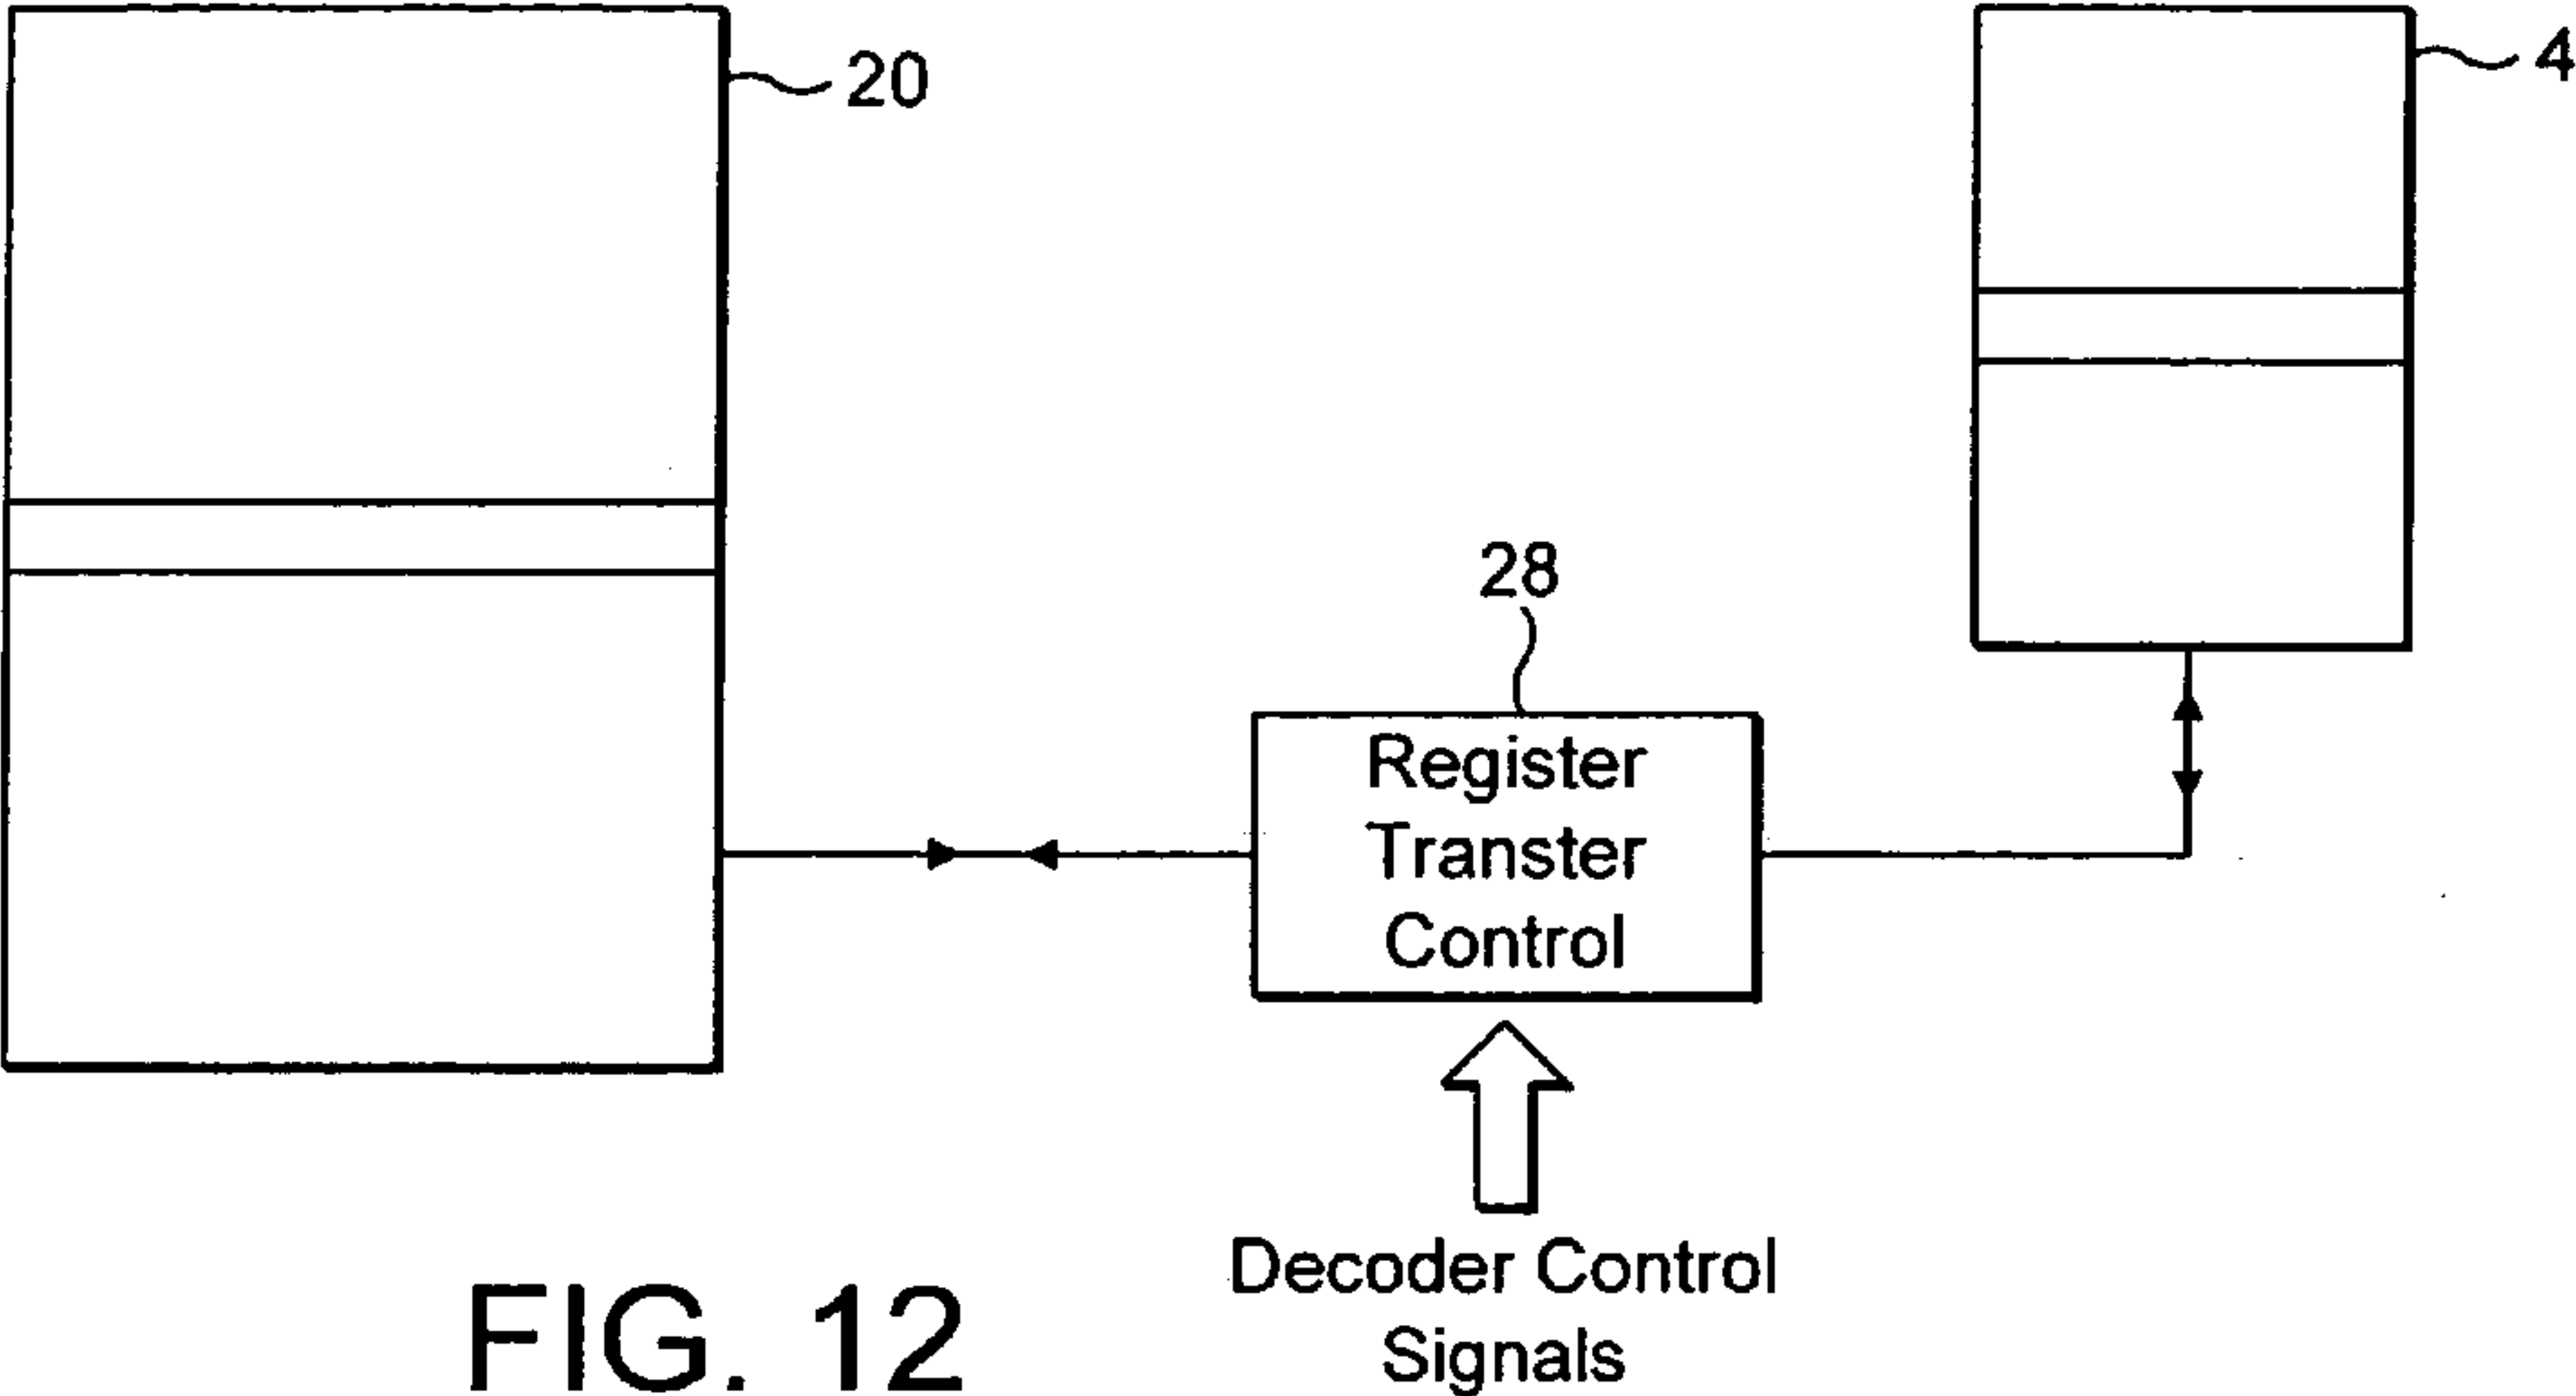 20
4
28
Register
Transter
Control
Decoder Control
Signals
FIG. 12